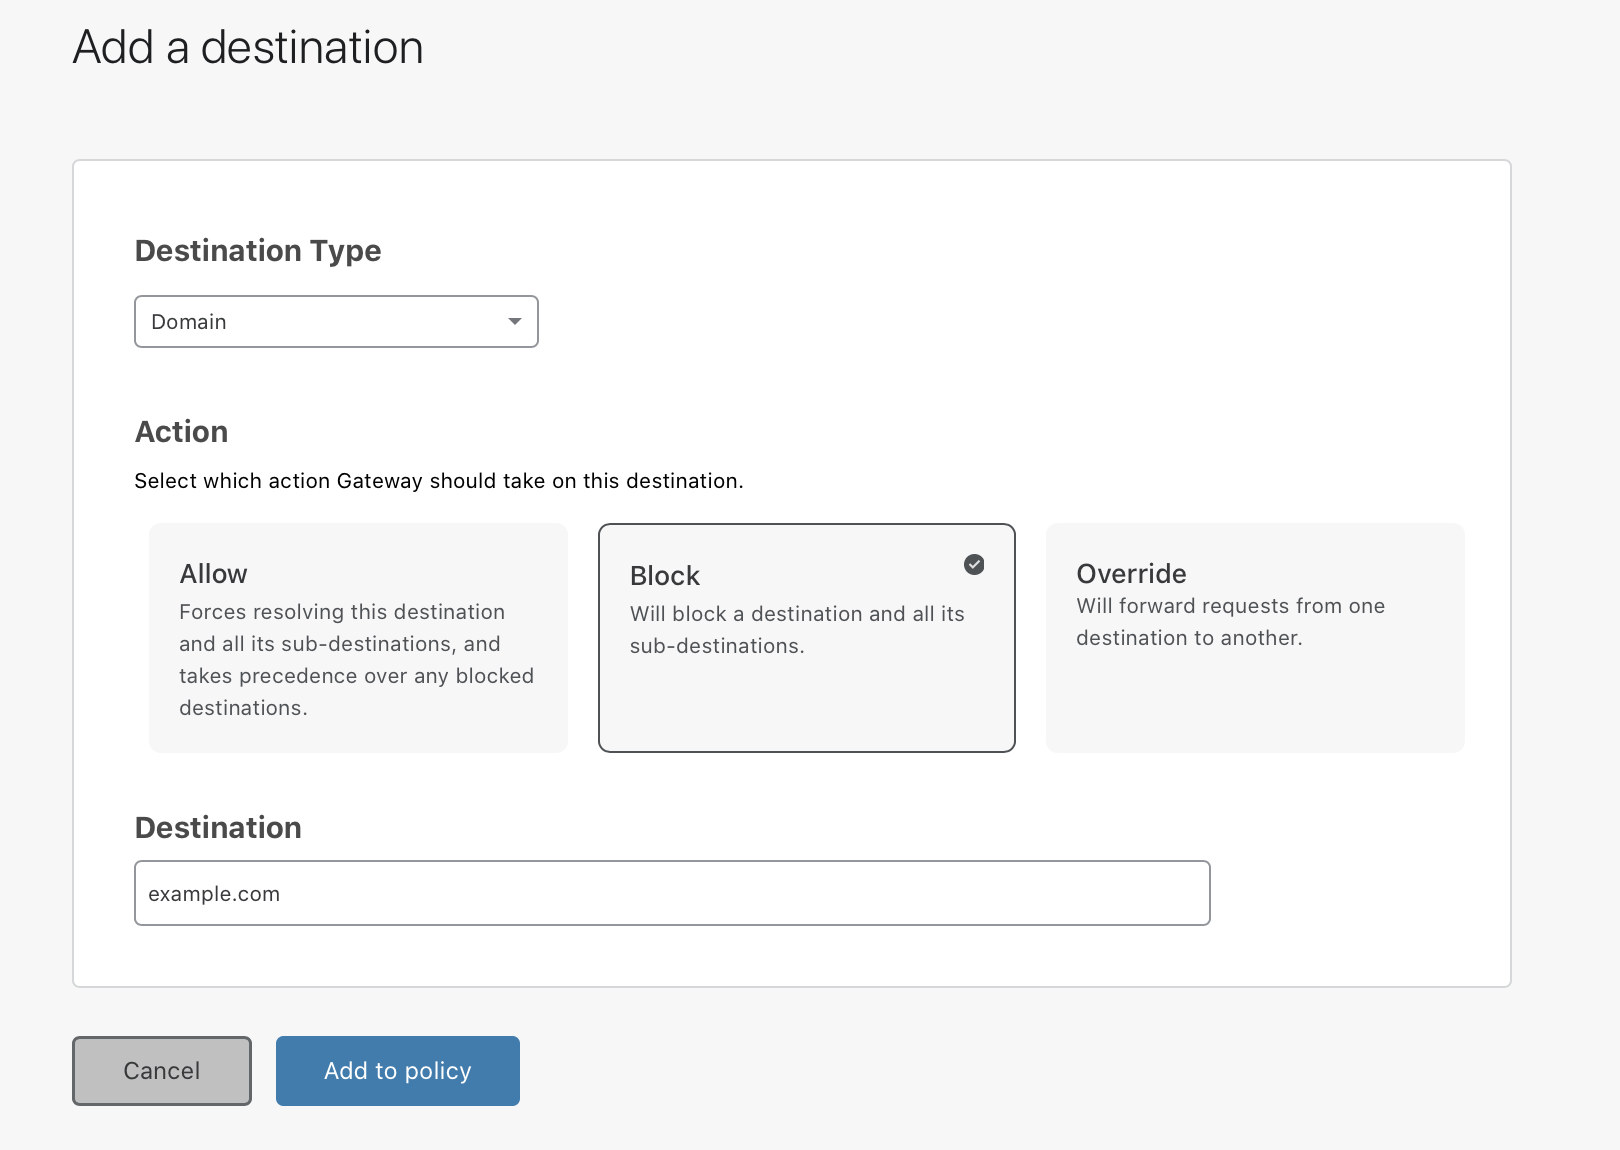 Add a destination
Destination Type
Domain
Action
Select which action Gateway should take on this destination.
Allow
Forces resolving this destination
and all its sub-destinations, and
takes precedence over any blocked
destinations.
Block
Will block a destination and all its
sub-destinations.
Override
Will forward requests from one
destination to another.
Destination
example.com
Cancel
Add to policy